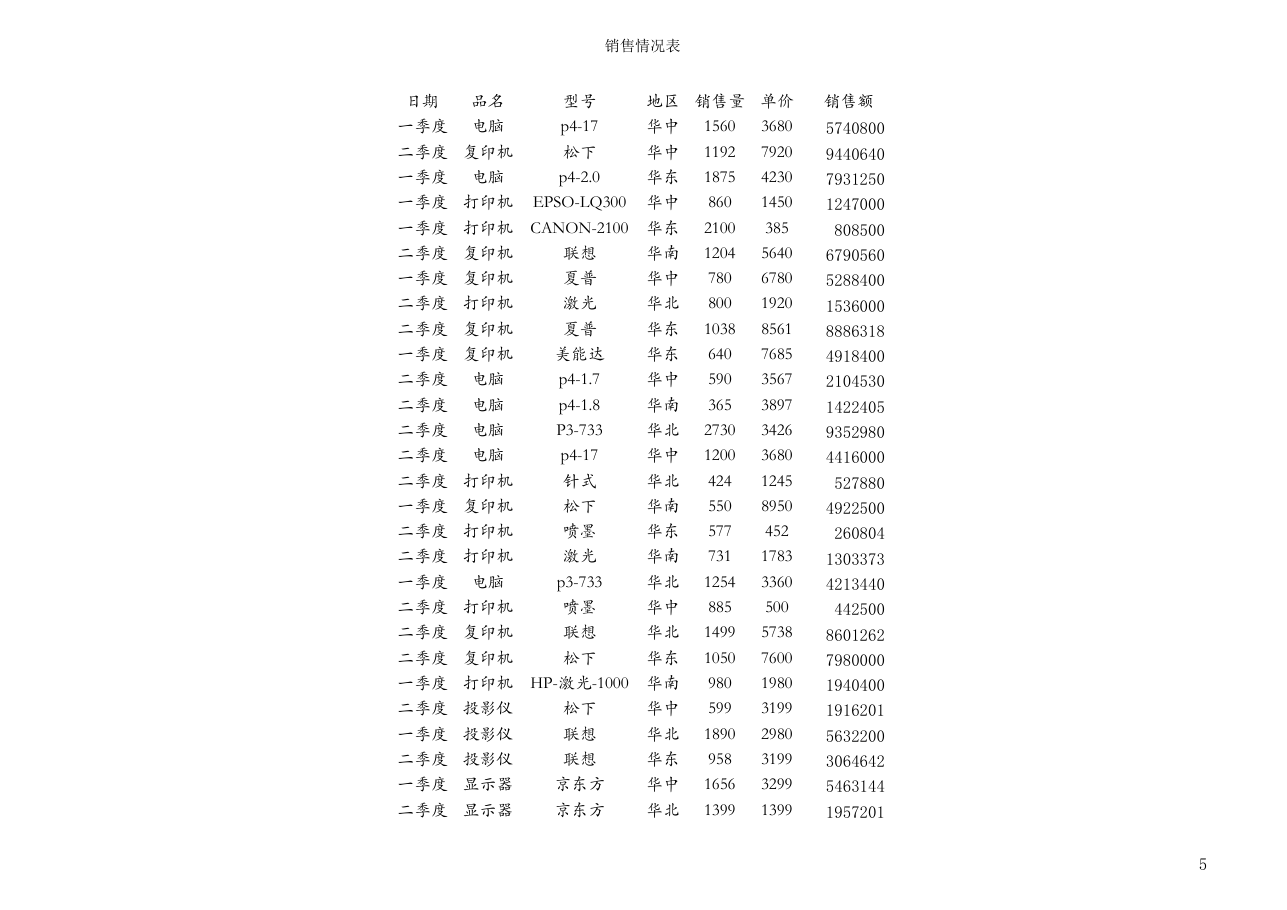 销售情况表
日期 品名 型号 地区 销售量 单价 销售额
一季度 电脑 p4-17 华中 1560 3680 5740800
二季度 复印机 松下 华中 1192 7920 9440640
一季度 电脑 p4-2.0 华东 1875 4230 7931250
一季度 打印机 EPSO-LQ300 华中 860 1450 1247000
一季度 打印机 CANON-2100 华东 2100 385 808500
二季度 复印机 联想 华南 1204 5640 6790560
一季度 复印机 夏普 华中 780 6780 5288400
二季度 打印机 激光 华北 800 1920 1536000
二季度 复印机 夏普 华东 1038 8561 8886318
一季度 复印机 美能达 华东 640 7685 4918400
二季度 电脑 p4-1.7 华中 590 3567 2104530
二季度 电脑 p4-1.8 华南 365 3897 1422405
二季度 电脑 P3-733 华北 2730 3426 9352980
二季度 电脑 p4-17 华中 1200 3680 4416000
二季度 打印机 针式 华北 424 1245 527880
一季度 复印机 松下 华南 550 8950 4922500
二季度 打印机 喷墨 华东 577 452 260804
二季度 打印机 激光 华南 731 1783 1303373
一季度 电脑 p3-733 华北 1254 3360 4213440
二季度 打印机 喷墨 华中 885 500 442500
二季度 复印机 联想 华北 1499 5738 8601262
二季度 复印机 松下 华东 1050 7600 7980000
一季度 打印机 HP-激光-1000 华南 980 1980 1940400
二季度 投影仪 松下 华中 599 3199 1916201
一季度 投影仪 联想 华北 1890 2980 5632200
二季度 投影仪 联想 华东 958 3199 3064642
一季度 显示器 京东方 华中 1656 3299 5463144
二季度 显示器 京东方 华北 1399 1399 1957201
5